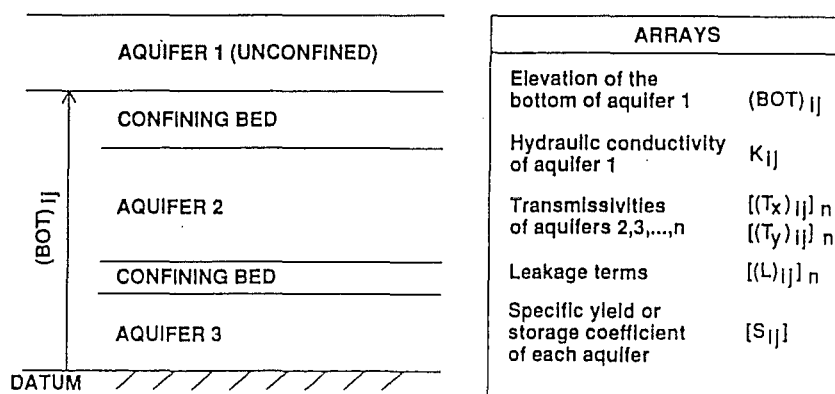 AQUIFER 1 (UNCONFINED)
CONFINING BED
AQUIFER 2
CONFINING BED
AQUIFER 3
(BOT) ij
DATUM
ARRAYS
Elevation of the
bottom of aquifer 1 (BOT) ij
Hydraulic conductivity
of aquifer 1 K ij
Transmissivities [(Tx) ij] n
of aquifers 2,3,...,n [(Ty) ij] n
Leakage terms [(L) ij] n
Specific yield or
storage coefficient [S ij]
of each aquifer